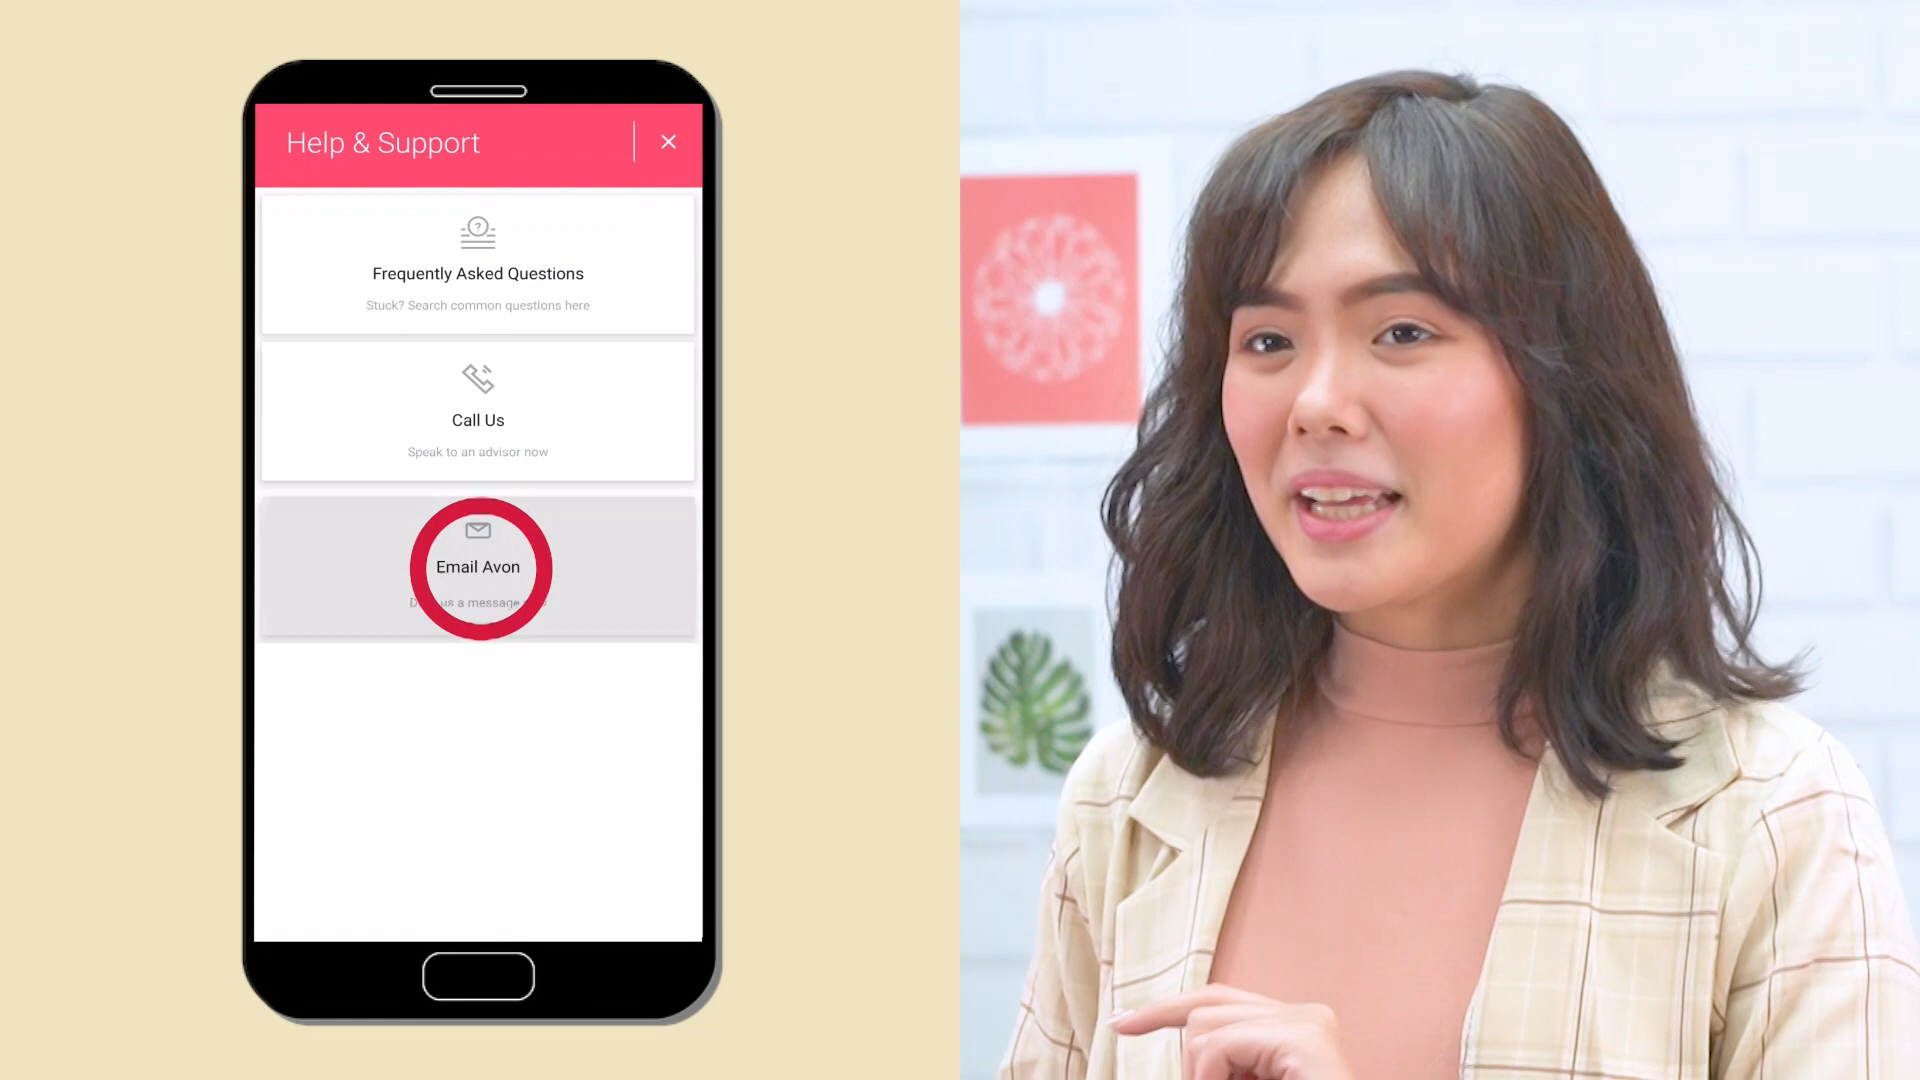 Help & Support
Frequently Asked Questions
Stuck? Search common questions here
Call Us
Speak to an advisor now
Email Avon
us a message